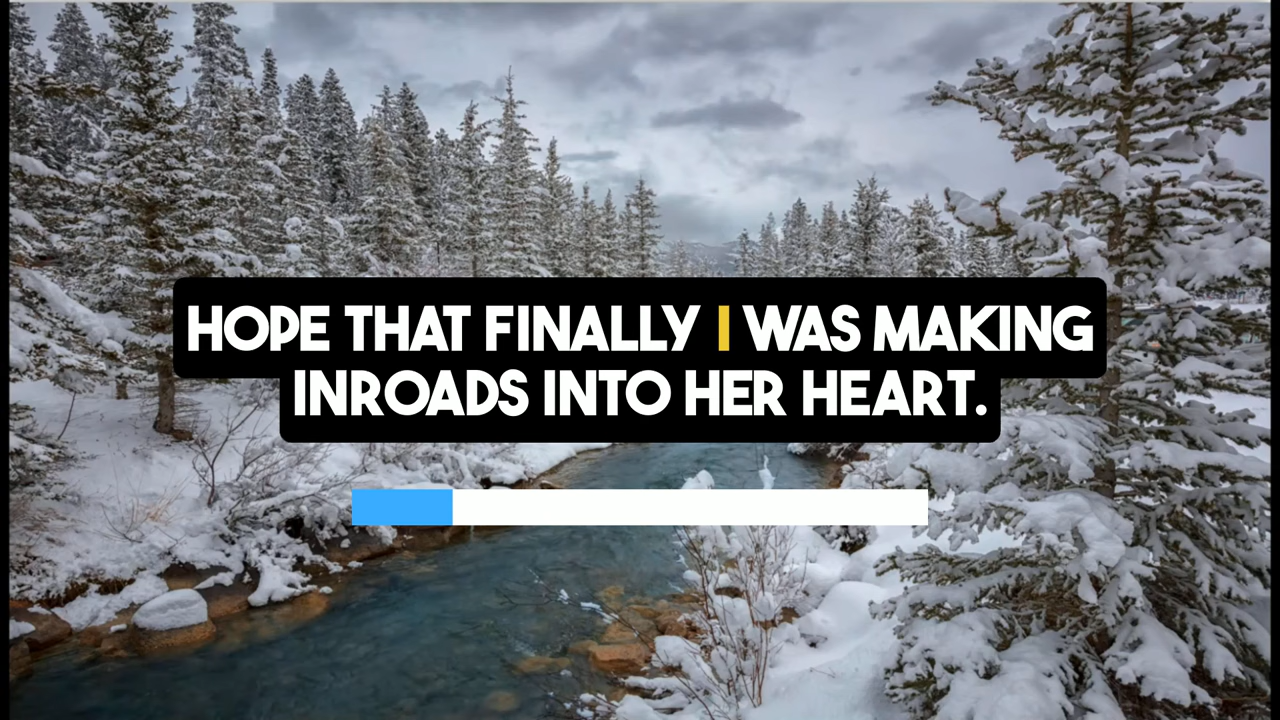 HOPE THAT FINALLY I WAS MAKING
INROADS INTO HER HEART.